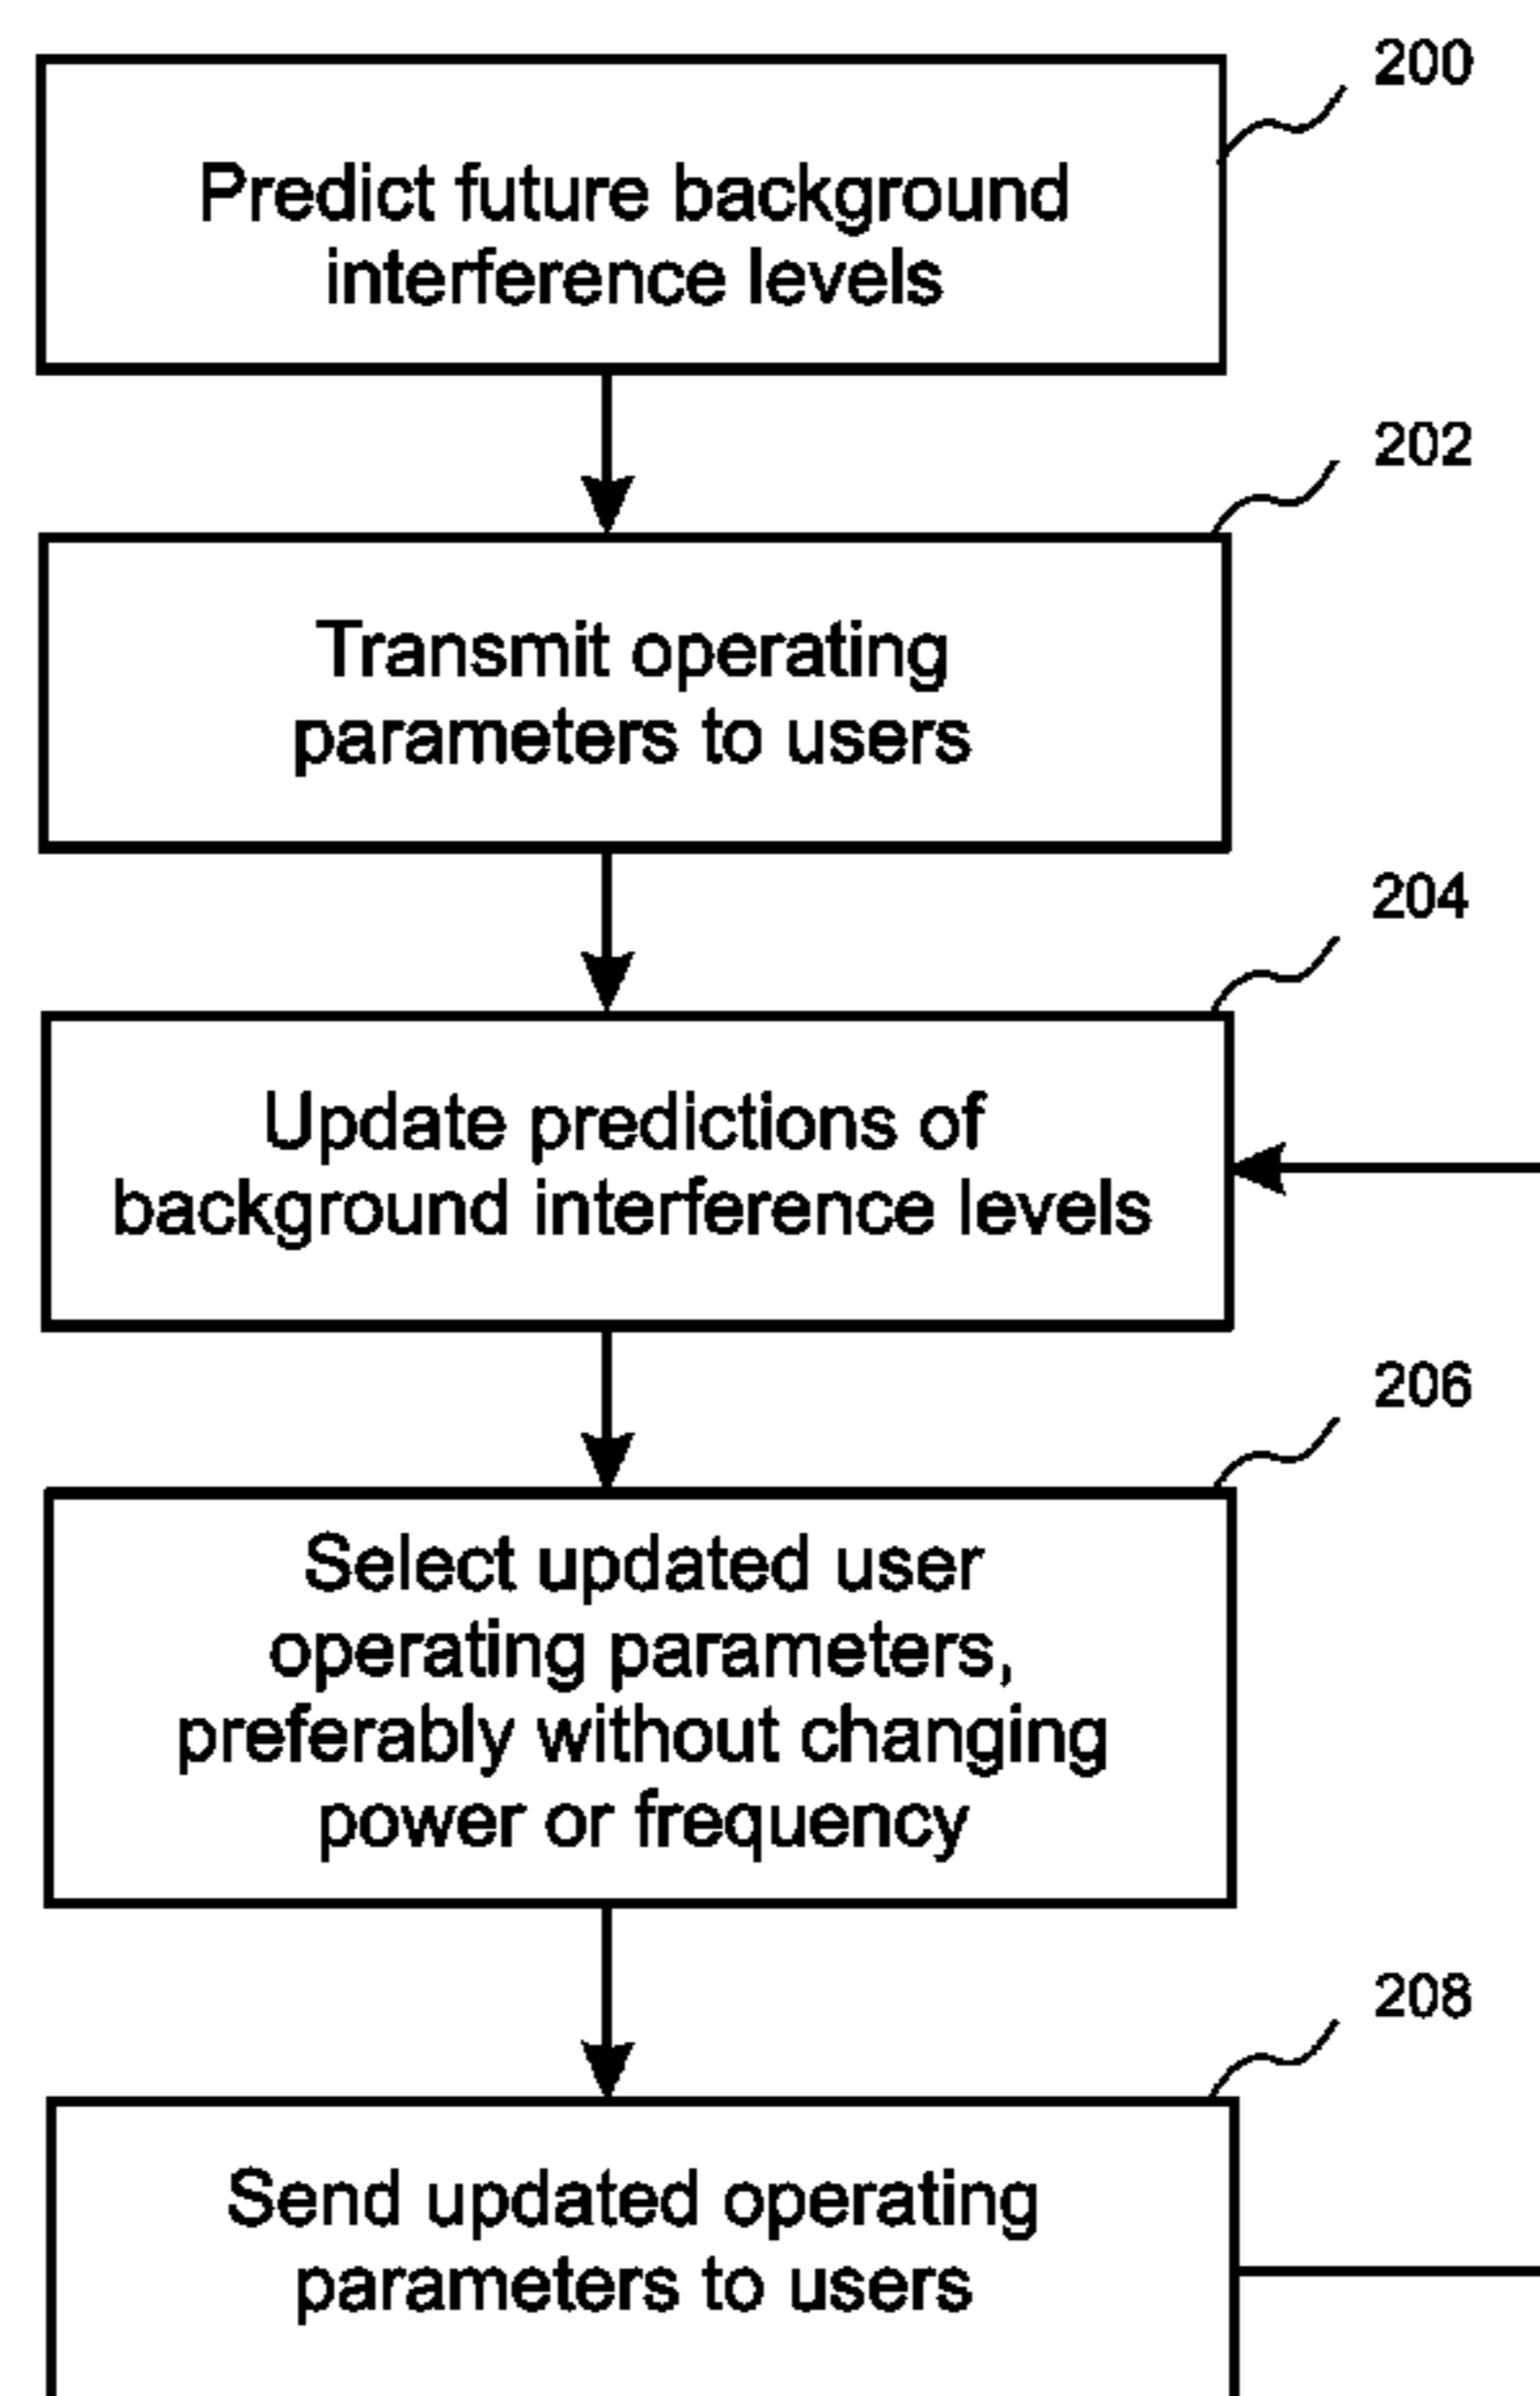 200
Predict future background
interference levels
202
Transmit operating
parameters to users
204
Update predictions of
background interference levels
206
Select updated user
operating parameters,
preferably without changing
power or frequency
208
Send updated operating
parameters to users